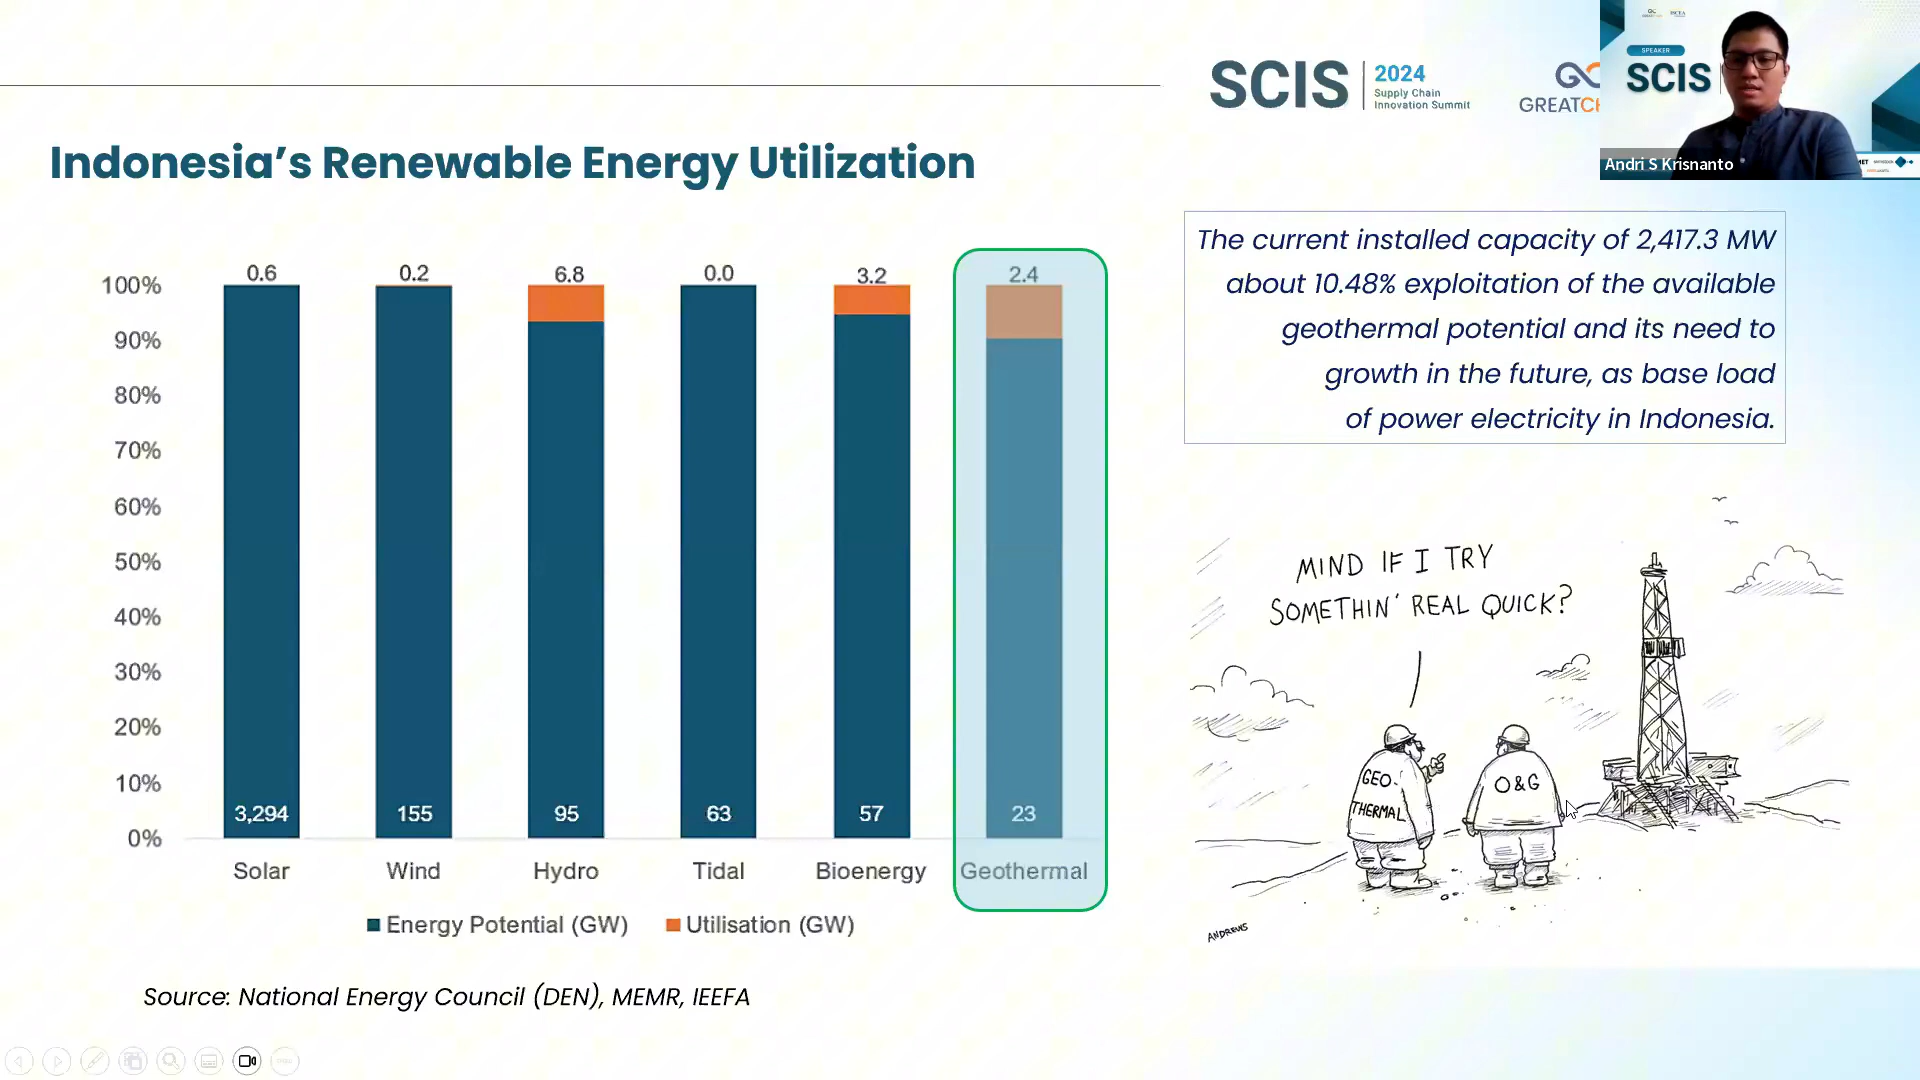 SCIS
2024
Supply Chain
Innovation Summit
GC
GREATC
ISCEA
SPEAKER
SCIS
Andri S Krisnanto
Indonesia's Renewable Energy Utilization
The current installed capacity of 2,417.3 MW
about 10.48% exploitation of the available
geothermal potential and its need to
growth in the future, as base load
of power electricity in Indonesia.
0.6
0.2
6.8
0.0
3.2
2.4
100%
90%
80%
70%
60%
50%
40%
30%
20%
10%
0%
3,294
155
95
63
57
23
Solar
Wind
Hydro
Tidal
Bioenergy
Geothermal
Energy Potential (GW)
Utilisation (GW)
Source: National Energy Council (DEN), MEMR, IEEFA
MIND IF I TRY
SOMETHIN' REAL QUICK?
GEO-
THERMAL
O&G
ANDREWS